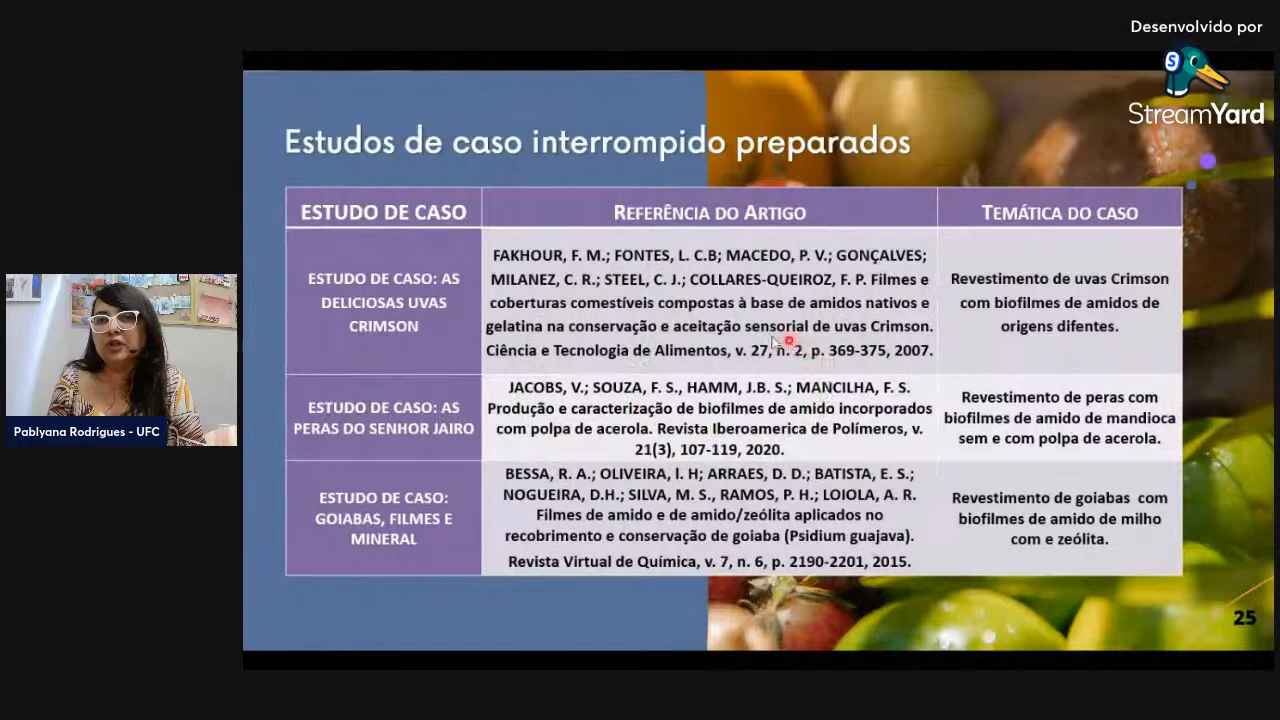 Desenvolvido por
StreamYard
Estudos de caso interrompido preparados
ESTUDO DE CASO
REFERÊNCIA DO ARTIGO
TEMÁTICA DO CASO
ESTUDO DE CASO: AS
DELICIOSAS UVAS
CRIMSON
FAKHOUR, F. M.; FONTES, L. C.B; MACEDO, P. V.; GONÇALVES;
MILANEZ, C. R.; STEEL, C. J.; COLLARES-QUEIROZ, F. P. Filmes e
coberturas comestíveis compostas à base de amidos nativos e
gelatina na conservação e aceitação sensorial de uvas Crimson.
Ciência e Tecnologia de Alimentos, v. 27, n. 2, p. 369-375, 2007.
Revestimento de uvas Crimson
com biofilmes de amidos de
origens difentes.
ESTUDO DE CASO: AS
PERAS DO SENHOR JAIRO
JACOBS, V.; SOUZA, F. S., HAMM, J.B. S.; MANCILHA, F. S.
Produção e caracterização de biofilmes de amido incorporados
com polpa de acerola. Revista Iberoamerica de Polímeros, v.
21(3), 107-119, 2020.
Revestimento de peras com
biofilmes de amido de mandioca
sem e com polpa de acerola.
ESTUDO DE CASO:
GOIABAS, FILMES E
MINERAL
BESSA, R. A.; OLIVEIRA, l. H; ARRAES, D. D.; BATISTA, E. S.;
NOGUEIRA, D.H.; SILVA, M. S., RAMOS, P. H.; LOIOLA, A. R.
Filmes de amido e de amido/zeólita aplicados no
recobrimento e conservação de goiaba (Psidium guajava).
Revista Virtual de Química, v. 7, n. 6, p. 2190-2201, 2015.
Revestimento de goiabas com
biofilmes de amido de milho
com e zeólita.
25
Pablyana Rodrigues - UFC